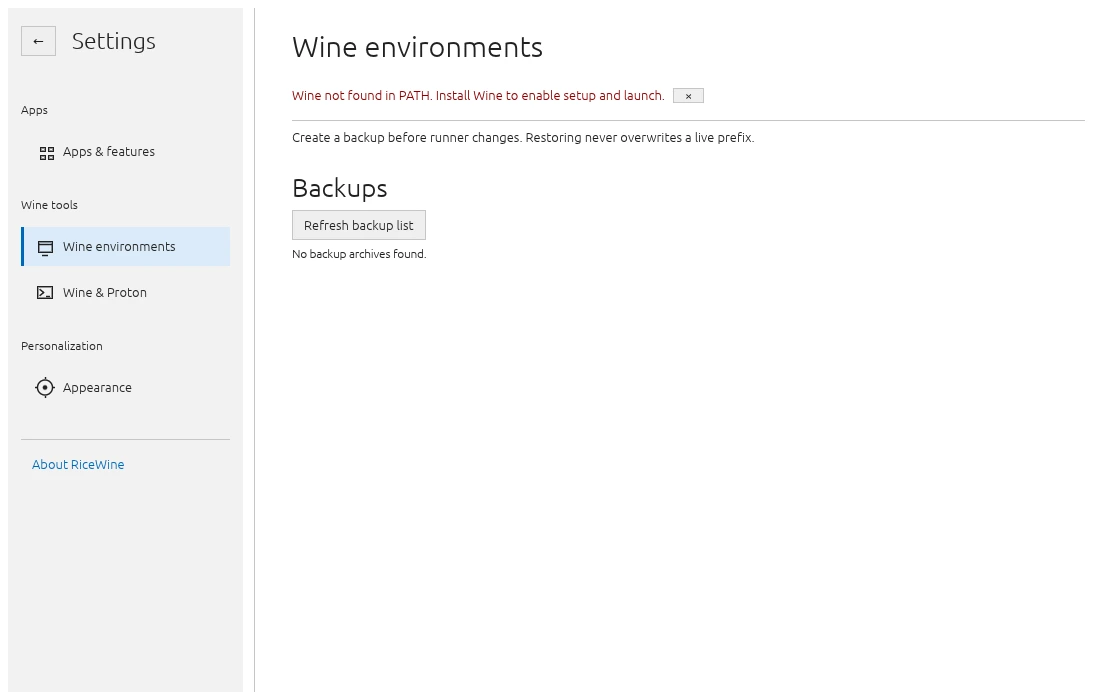 ←
Settings
Apps
Apps & features
Wine tools
Wine environments
Wine & Proton
Personalization
Appearance
About RiceWine
Wine environments
Wine not found in PATH. Install Wine to enable setup and launch. ×
Create a backup before runner changes. Restoring never overwrites a live prefix.
Backups
Refresh backup list
No backup archives found.